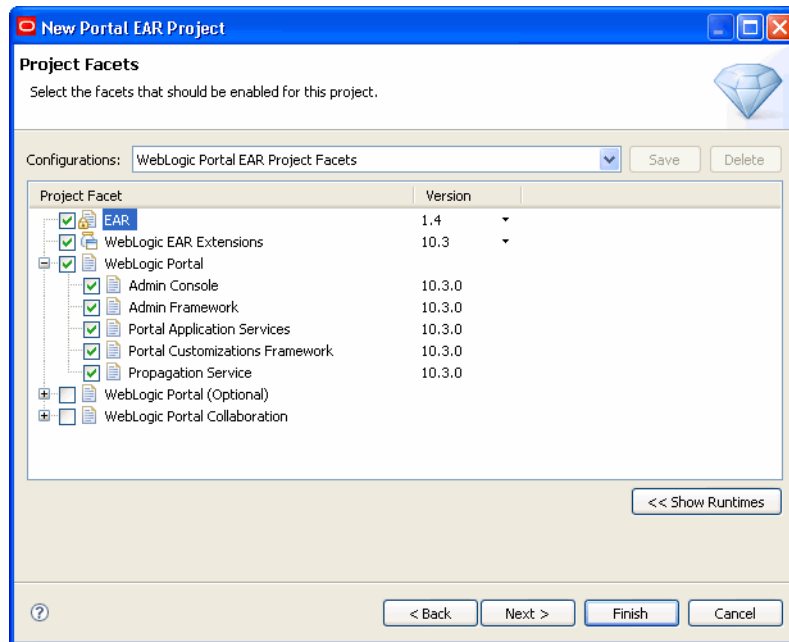 New Portal EAR Project
Project Facets
Select the facets that should be enabled for this project.
Configurations: WebLogic Portal EAR Project Facets Save Delete
Project Facet Version
EAR 1.4
WebLogic EAR Extensions 10.3
WebLogic Portal
Admin Console 10.3.0
Admin Framework 10.3.0
Portal Application Services 10.3.0
Portal Customizations Framework 10.3.0
Propagation Service 10.3.0
WebLogic Portal (Optional)
WebLogic Portal Collaboration
<< Show Runtimes
? < Back Next > Finish Cancel